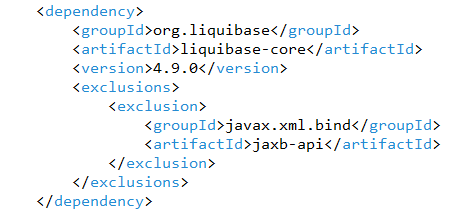 <dependency>
    <groupId>org.liquibase</groupId>
    <artifactId>liquibase-core</artifactId>
    <version>4.9.0</version>
    <exclusions>
        <exclusion>
            <groupId>javax.xml.bind</groupId>
            <artifactId>jaxb-api</artifactId>
        </exclusion>
    </exclusions>
</dependency>